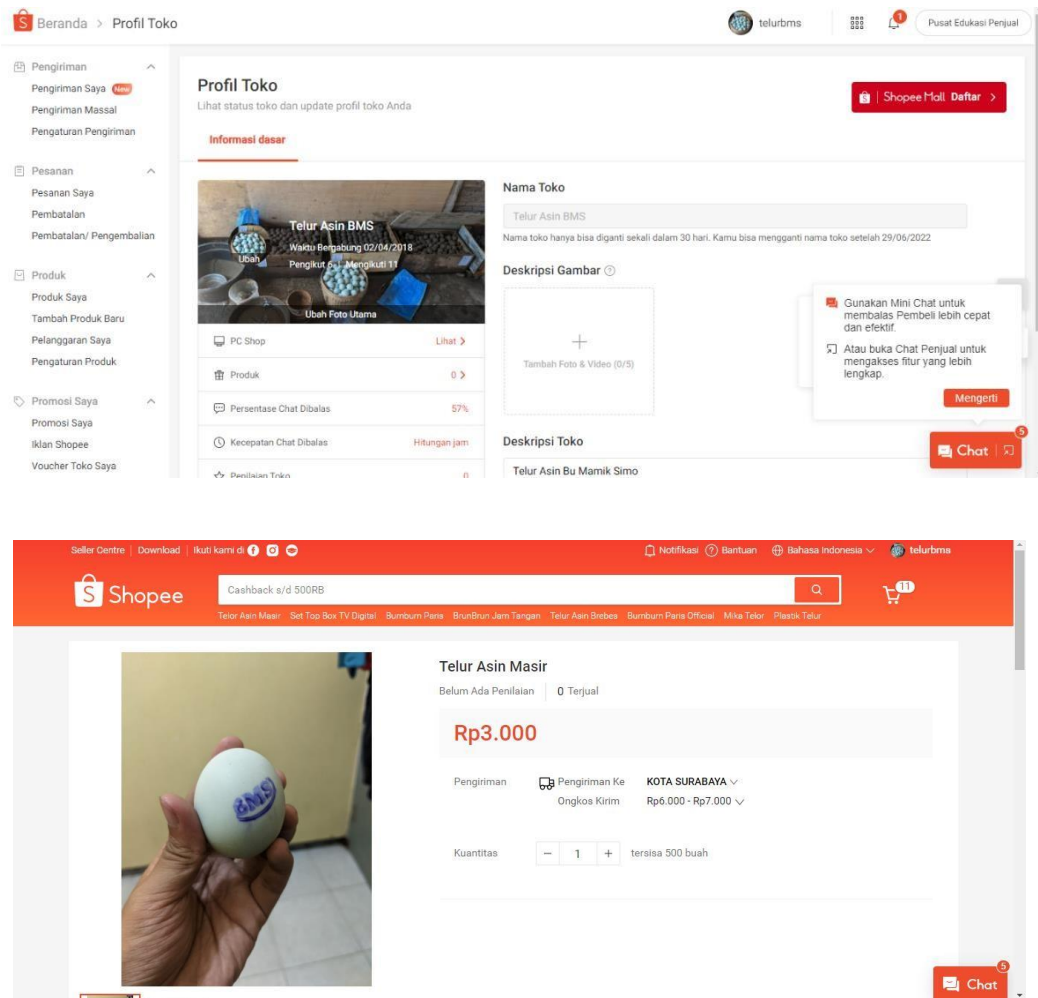 Beranda > Profil Toko
telurbms
1
Pusat Edukasi Penjual
Pengiriman
Pengiriman Saya New
Pengiriman Massal
Pengaturan Pengiriman
Pesanan
Pesanan Saya
Pembatalan
Pembatalan/ Pengembalian
Produk
Produk Saya
Tambah Produk Baru
Pelanggaran Saya
Pengaturan Produk
Promosi Saya
Promosi Saya
Iklan Shopee
Voucher Toko Saya
Profil Toko
Lihat status toko dan update profil toko Anda
Shopee Mall Daftar >
Informasi dasar
Telur Asin BMS
Waktu Bergabung 02/04/2018
Pengikut 6 | Mengikuti 11
Ubah
Ubah Foto Utama
PC Shop Lihat >
Produk 0 >
Persentase Chat Dibalas 57%
Kecepatan Chat Dibalas Hitungan jam
Penilaian Toko 0
Nama Toko
Telur Asin BMS
Nama toko hanya bisa diganti sekali dalam 30 hari. Kamu bisa mengganti nama toko setelah 29/06/2022
Deskripsi Gambar
Tambah Foto & Video (0/5)
Deskripsi Toko
Telur Asin Bu Mamik Simo
Gunakan Mini Chat untuk
membalas Pembeli lebih cepat
dan efektif.
Atau buka Chat Penjual untuk
mengakses fitur yang lebih
lengkap.
Mengerti
5
Chat
Seller Centre | Download | Ikuti kami di
Notifikasi Bantuan Bahasa Indonesia telurbms
Shopee
Cashback s/d 500RB
11
Telor Asin Masir Set Top Box TV Digital Bumbum Paris BrunBrun Jam Tangan Telur Asin Brebes Bumbum Paris Official Mika Telor Plastik Telur
BMS
Telur Asin Masir
Belum Ada Penilaian 0 Terjual
Rp3.000
Pengiriman Pengiriman Ke KOTA SURABAYA
Ongkos Kirim Rp6.000 - Rp7.000
Kuantitas − 1 + tersisa 500 buah
5
Chat